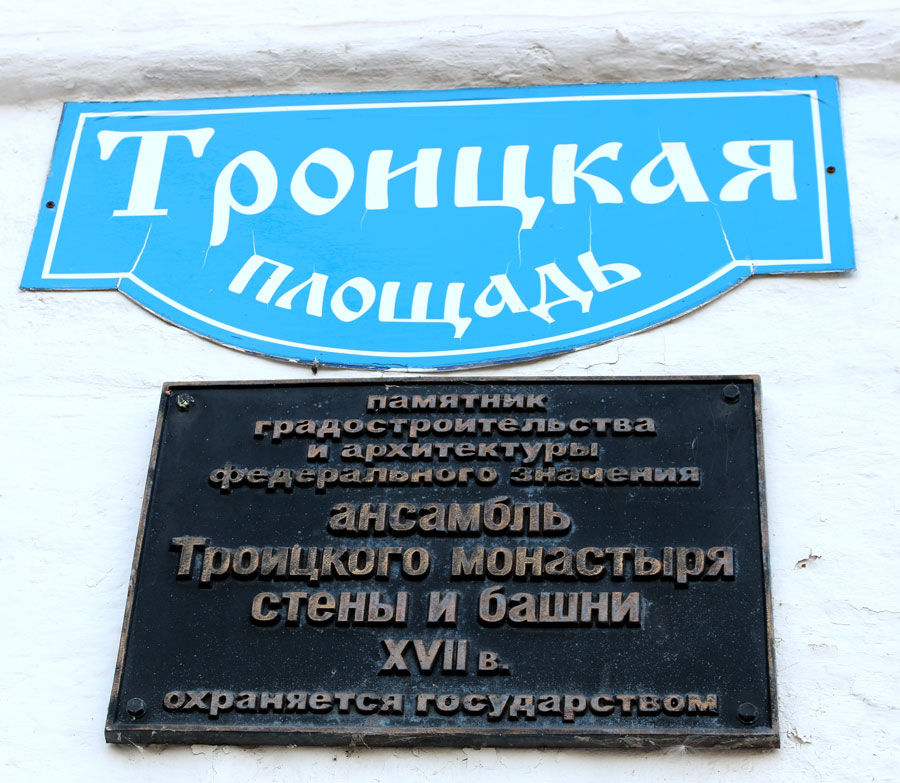 Троицкая
площадь
памятник
градостроительства
и архитектуры
федерального значения
ансамбль
Троицкого монастыря
стены и башни
XVII в.
охраняется государством